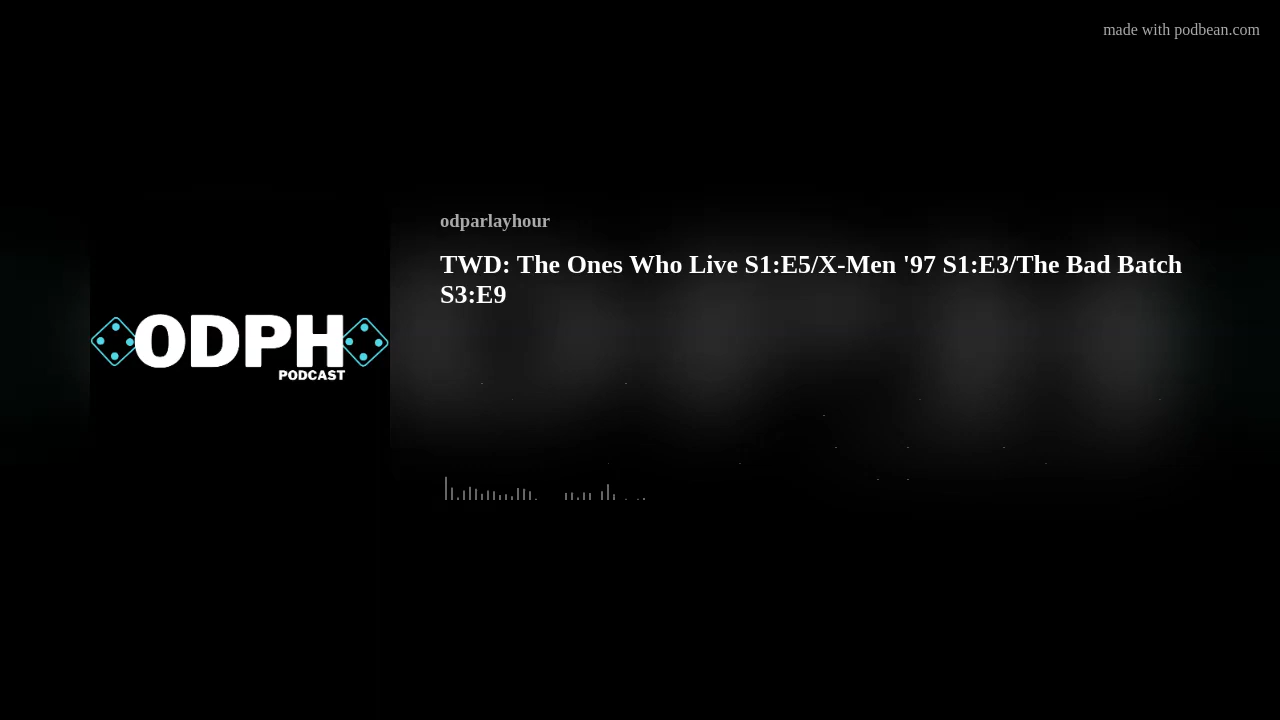 made with podbean.com
odparlayhour
TWD: The Ones Who Live S1:E5/X-Men '97 S1:E3/The Bad Batch
S3:E9
ODPH
PODCAST